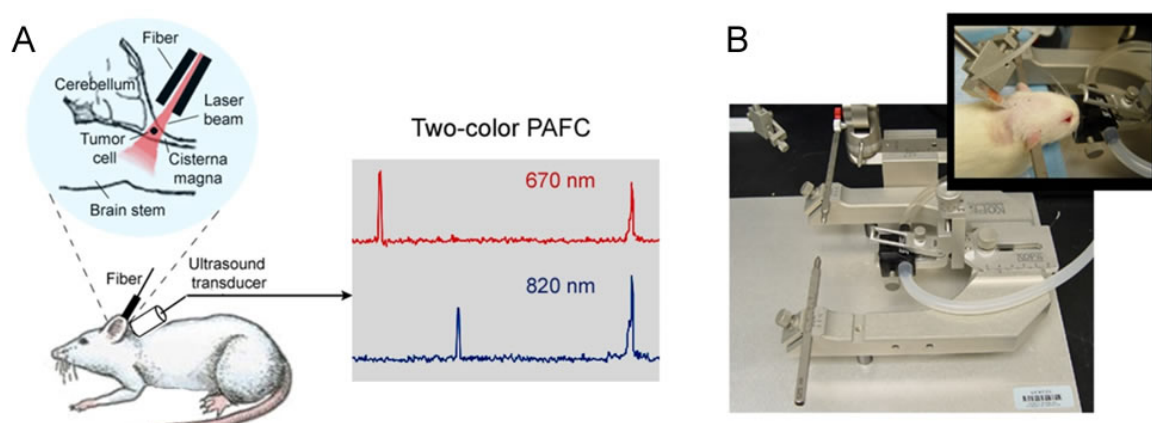 A
Fiber
Cerebellum
Laser
beam
Tumor
cell
Cisterna
magna
Brain stem
Fiber
Ultrasound
transducer
Two-color PAFC
670 nm
820 nm
B